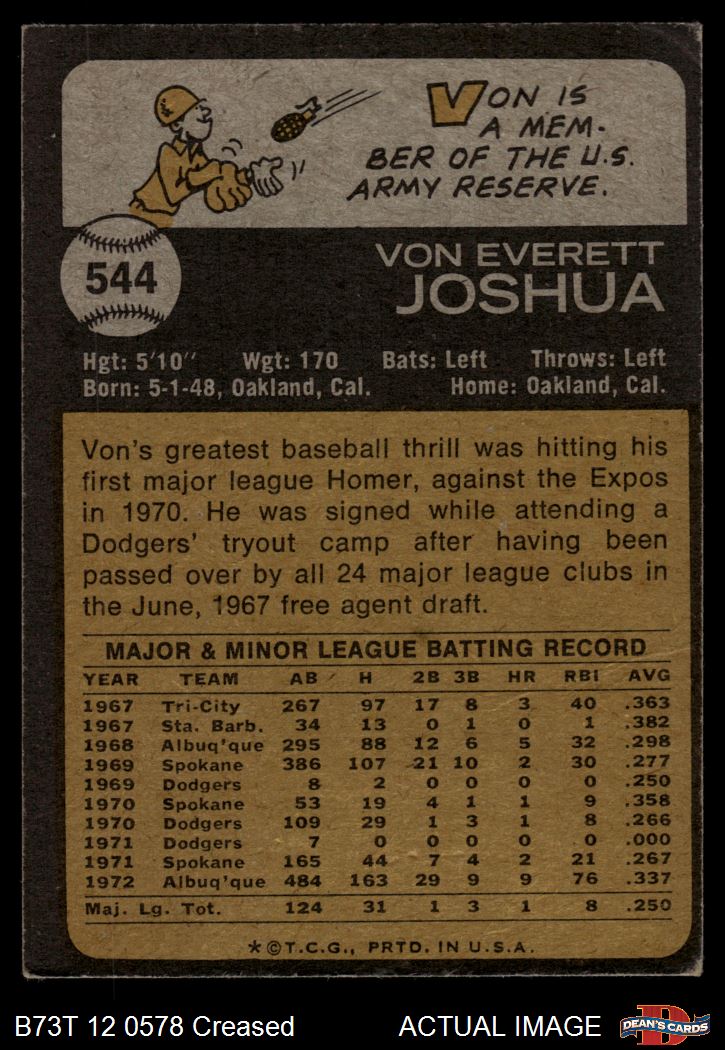 VON IS
A MEM-
BER OF THE U.S.
ARMY RESERVE.
544
VON EVERETT
JOSHUA
Hgt: 5'10" Wgt: 170 Bats: Left Throws: Left
Born: 5-1-48, Oakland, Cal. Home: Oakland, Cal.
Von's greatest baseball thrill was hitting his
first major league Homer, against the Expos
in 1970. He was signed while attending a
Dodgers' tryout camp after having been
passed over by all 24 major league clubs in
the June, 1967 free agent draft.
MAJOR & MINOR LEAGUE BATTING RECORD
YEAR TEAM AB H 2B 3B HR RBI AVG
1967 Tri-City 267 97 17 8 3 40 .363
1967 Sta. Barb. 34 13 0 1 0 1 .382
1968 Albuq'que 295 88 12 6 5 32 .298
1969 Spokane 386 107 21 10 2 30 .277
1969 Dodgers 8 2 0 0 0 0 .250
1970 Spokane 53 19 4 1 1 9 .358
1970 Dodgers 109 29 1 3 1 8 .266
1971 Dodgers 7 0 0 0 0 0 .000
1971 Spokane 165 44 7 4 2 21 .267
1972 Albuq'que 484 163 29 9 9 76 .337
Maj. Lg. Tot. 124 31 1 3 1 8 .250
*©T.C.G., PRTD. IN U.S.A.
B73T 12 0578 Creased ACTUAL IMAGE
D
DEAN'S CARDS